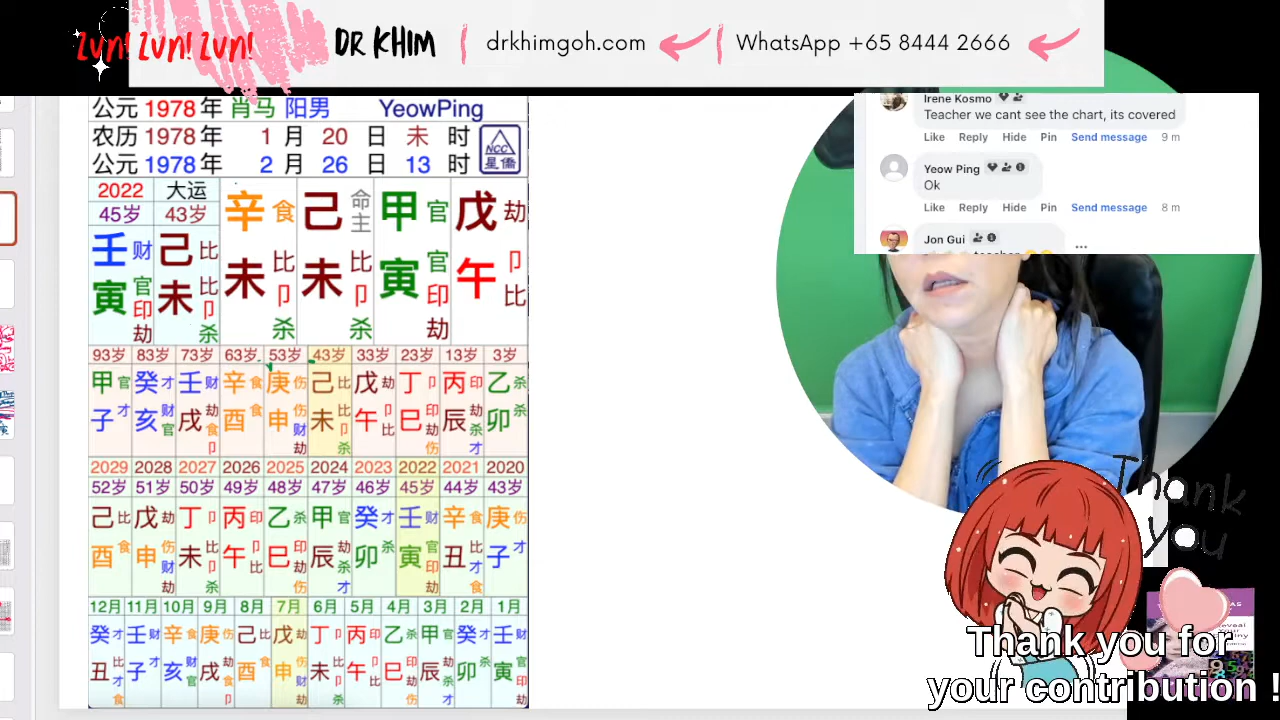 Zun! Zun! Zun!
DR KHIM
drkhimgoh.com
WhatsApp +65 8444 2666
公元 1978 年 肖马 阳男 YeowPing
农历 1978 年 1 月 20 日 未 时
公元 1978 年 2 月 26 日 13 时
NCC
星侨
2022 大运
45岁 43岁
辛 食 己 命主 甲 官 戊 劫
壬 财 己 比
未 比 卩 杀 未 比 卩 杀 寅 官 印 劫 午 卩 比
寅 官 印 劫 未 比 卩 杀
93岁 83岁 73岁 63岁 53岁 43岁 33岁 23岁 13岁 3岁
甲 官 癸 才 壬 财 辛 食 庚 伤 己 比 戊 劫 丁 卩 丙 印 乙 杀
子 才 亥 财 官 戌 劫 食 卩 酉 食 申 伤 财 劫 未 比 卩 杀 午 卩 比 巳 印 劫 伤 辰 劫 杀 才 卯 杀
2029 2028 2027 2026 2025 2024 2023 2022 2021 2020
52岁 51岁 50岁 49岁 48岁 47岁 46岁 45岁 44岁 43岁
己 比 戊 劫 丁 卩 丙 印 乙 杀 甲 官 癸 才 壬 财 辛 食 庚 伤
酉 食 申 伤 财 劫 未 比 卩 杀 午 卩 比 巳 印 劫 伤 辰 劫 杀 才 卯 杀 寅 官 印 劫 丑 比 才 食 子 才
12月 11月 10月 9月 8月 7月 6月 5月 4月 3月 2月 1月
癸 才 壬 财 辛 食 庚 伤 己 比 戊 劫 丁 卩 丙 印 乙 杀 甲 官 癸 才 壬 财
丑 比 才 食 子 才 亥 财 官 戌 劫 食 卩 酉 食 申 伤 财 劫 未 比 卩 杀 午 卩 比 巳 印 劫 伤 辰 劫 杀 才 卯 杀 寅 官 印 劫
Irene Kosmo
Teacher we cant see the chart, its covered
Like Reply Hide Pin Send message 9 m
Yeow Ping
Ok
Like Reply Hide Pin Send message 8 m
Jon Gui
Thank
you
Thank you for
your contribution !